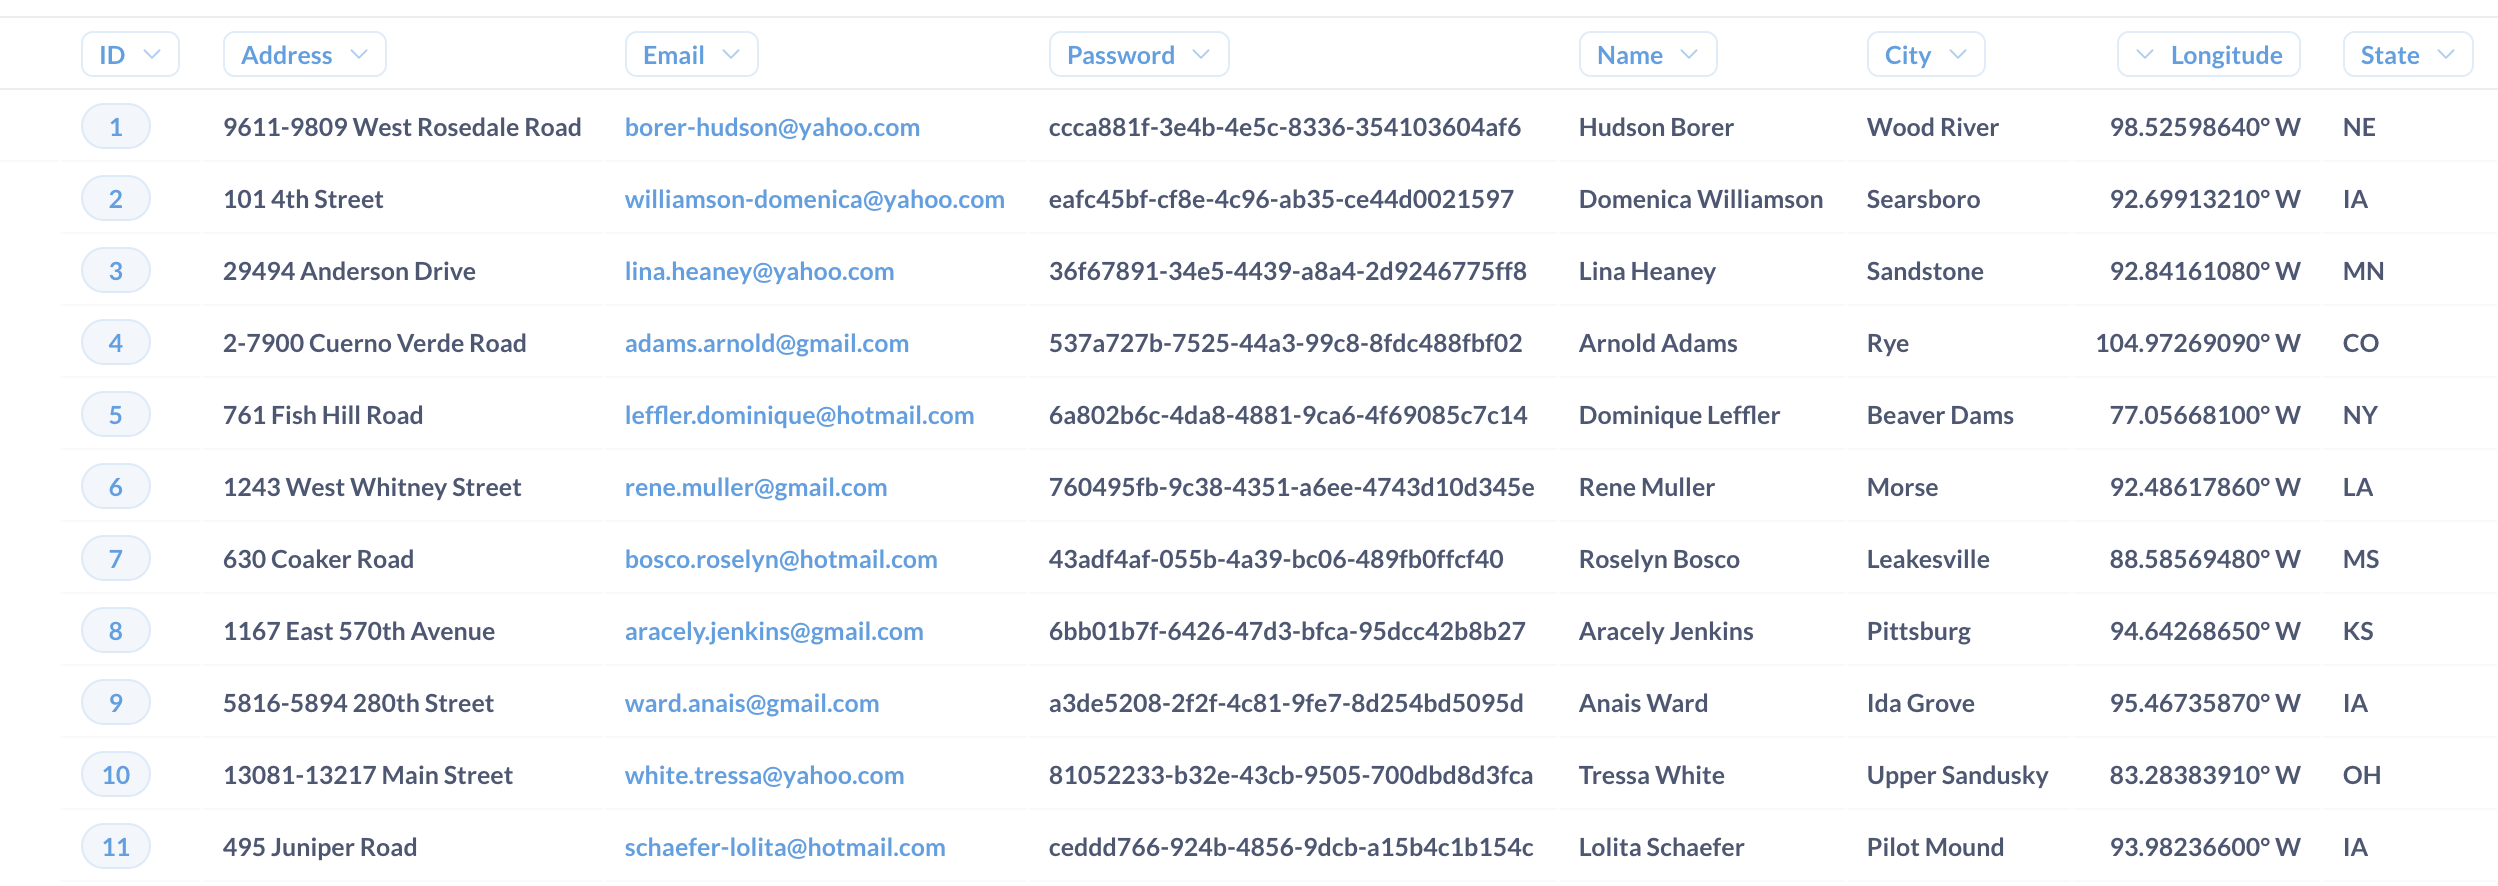 ID Address Email Password Name City Longitude State
1 9611-9809 West Rosedale Road borer-hudson@yahoo.com ccca881f-3e4b-4e5c-8336-354103604af6 Hudson Borer Wood River 98.52598640° W NE
2 101 4th Street williamson-domenica@yahoo.com eafc45bf-cf8e-4c96-ab35-ce44d0021597 Domenica Williamson Searsboro 92.69913210° W IA
3 29494 Anderson Drive lina.heaney@yahoo.com 36f67891-34e5-4439-a8a4-2d9246775ff8 Lina Heaney Sandstone 92.84161080° W MN
4 2-7900 Cuerno Verde Road adams.arnold@gmail.com 537a727b-7525-44a3-99c8-8fdc488fbf02 Arnold Adams Rye 104.97269090° W CO
5 761 Fish Hill Road leffler.dominique@hotmail.com 6a802b6c-4da8-4881-9ca6-4f69085c7c14 Dominique Leffler Beaver Dams 77.05668100° W NY
6 1243 West Whitney Street rene.muller@gmail.com 760495fb-9c38-4351-a6ee-4743d10d345e Rene Muller Morse 92.48617860° W LA
7 630 Coaker Road bosco.roselyn@hotmail.com 43adf4af-055b-4a39-bc06-489fb0ffcf40 Roselyn Bosco Leakesville 88.58569480° W MS
8 1167 East 570th Avenue aracely.jenkins@gmail.com 6bb01b7f-6426-47d3-bfca-95dcc42b8b27 Aracely Jenkins Pittsburg 94.64268650° W KS
9 5816-5894 280th Street ward.anais@gmail.com a3de5208-2f2f-4c81-9fe7-8d254bd5095d Anais Ward Ida Grove 95.46735870° W IA
10 13081-13217 Main Street white.tressa@yahoo.com 81052233-b32e-43cb-9505-700dbd8d3fca Tressa White Upper Sandusky 83.28383910° W OH
11 495 Juniper Road schaefer-lolita@hotmail.com ceddd766-924b-4856-9dcb-a15b4c1b154c Lolita Schaefer Pilot Mound 93.98236600° W IA